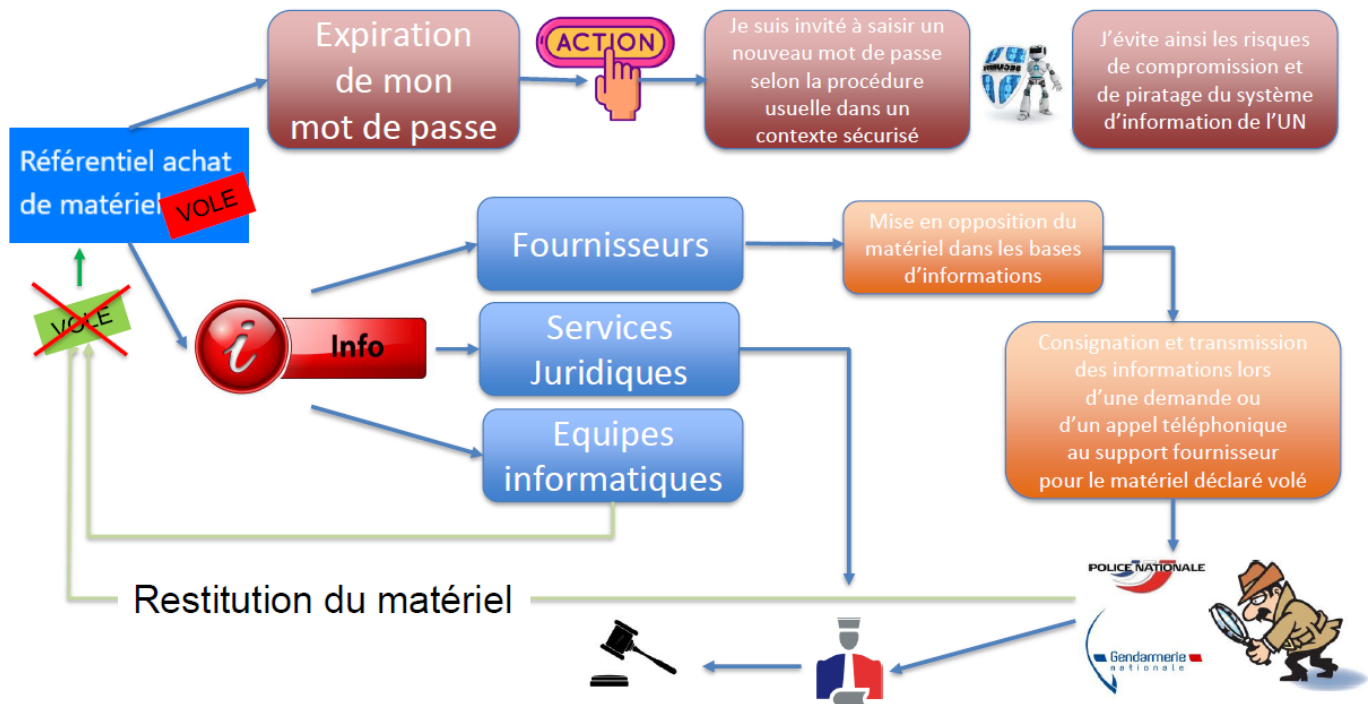 Expiration
de mon
mot de passe
ACTION
Je suis invité à saisir un
nouveau mot de passe
selon la procédure
usuelle dans un
contexte sécurisé
J'évite ainsi les risques
de compromission et
de piratage du système
d'information de l'UN
Référentiel achat
de matériel
VOLE
VOLE
i Info
Fournisseurs
Services
Juridiques
Equipes
informatiques
Mise en opposition du
matériel dans les bases
d'informations
Consignation et transmission
des informations lors
d'une demande ou
d'un appel téléphonique
au support fournisseur
pour le matériel déclaré volé
Restitution du matériel
POLICE NATIONALE
Gendarmerie
nationale